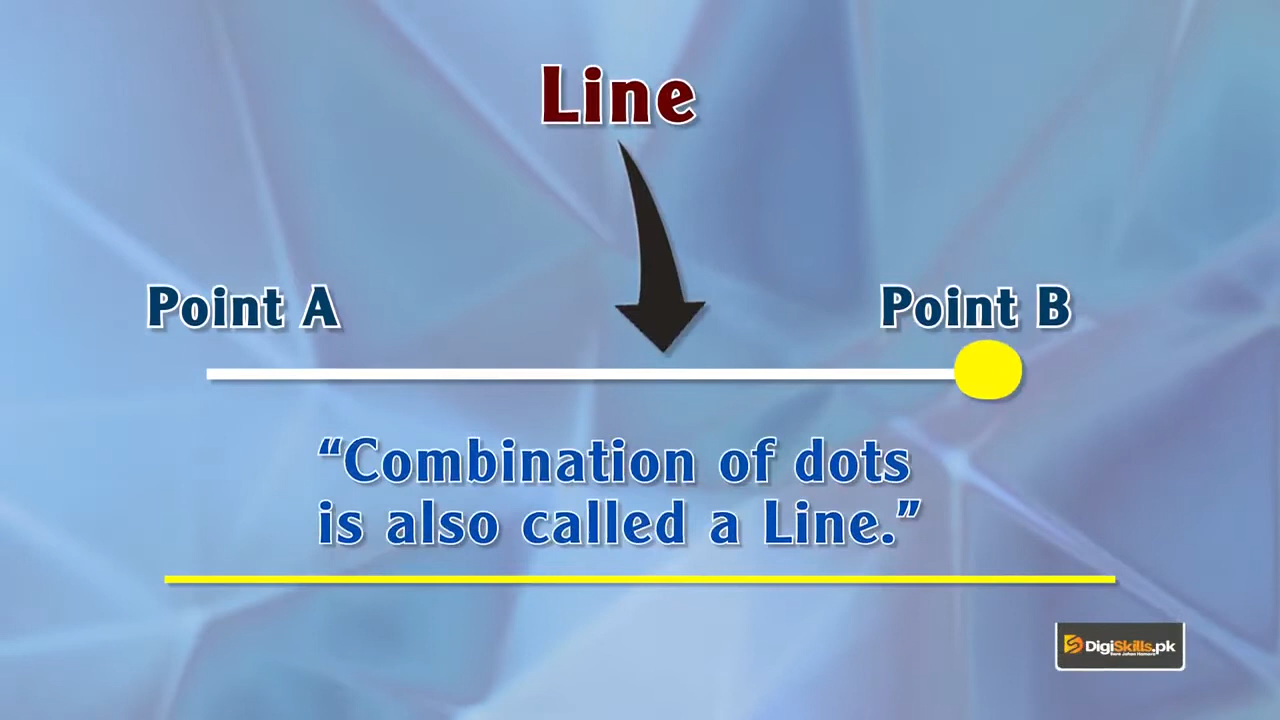 Line
Point A
Point B
“Combination of dots
is also called a Line.”
DigiSkills.pk